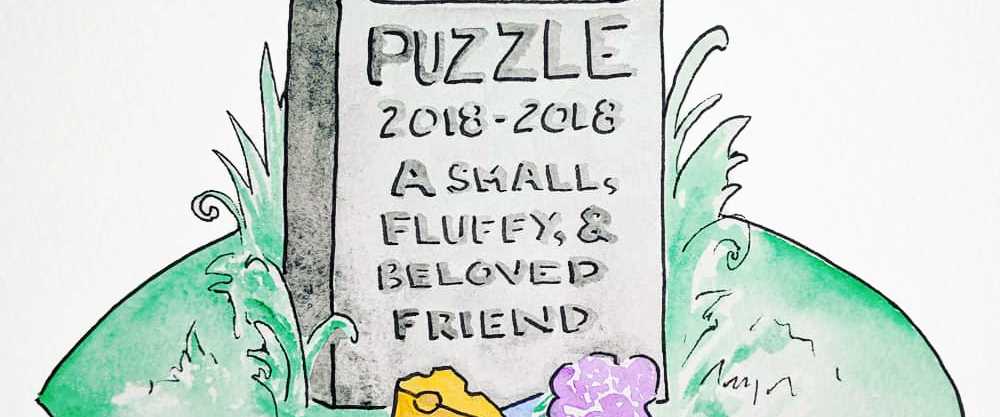 PUZZLE
2018-2018
A SMALL,
FLUFFY, &
BELOVED
FRIEND